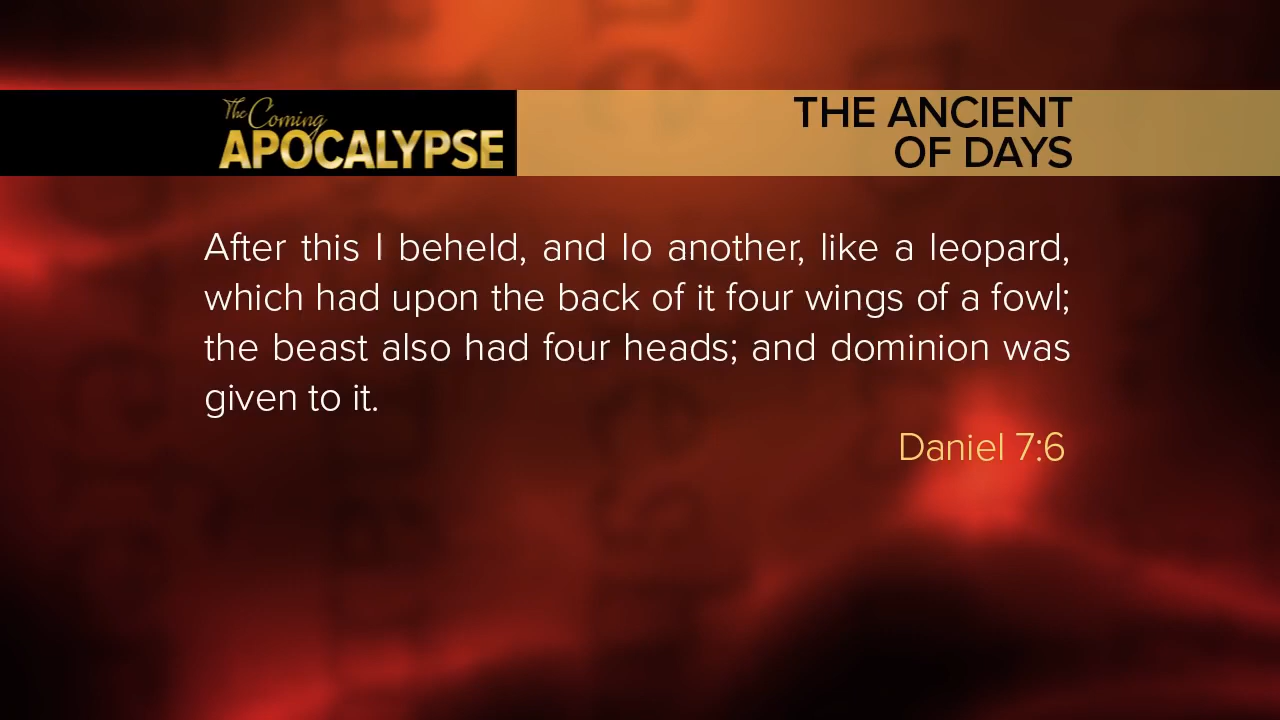 The Coming
APOCALYPSE
THE ANCIENT
OF DAYS
After this I beheld, and lo another, like a leopard,
which had upon the back of it four wings of a fowl;
the beast also had four heads; and dominion was
given to it.
Daniel 7:6